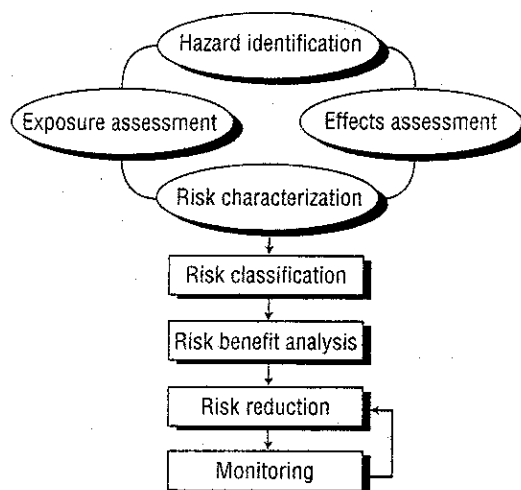 Hazard identification
Exposure assessment
Effects assessment
Risk characterization
Risk classification
Risk benefit analysis
Risk reduction
Monitoring